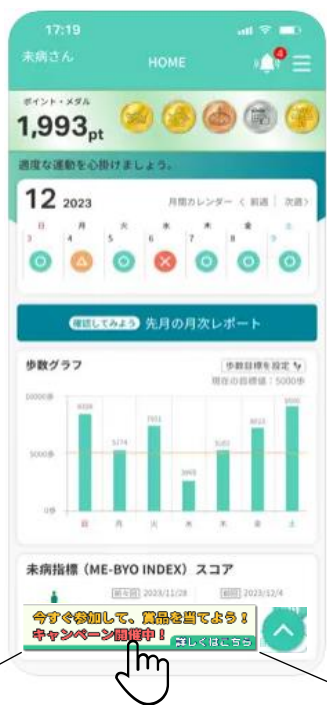 17:19
未病さん
HOME
4
ポイント・メダル
1,993pt
適度な運動を心掛けましょう。
12 2023
月間カレンダー < 前週 | 次週>
日 月 火 水 木 金 土
3 4 5 6 7 8 9
確認してみよう 先月の月次レポート
歩数グラフ
歩数目標を設定
現在の目標値：5000歩
10000歩
5000歩
0歩
日 月 火 水 木 金 土
未病指標（ME-BYO INDEX）スコア
前々回 2023/11/28 前回 2023/12/4
今すぐ参加して、賞品を当てよう！
キャンペーン開催中！
詳しくはこちら